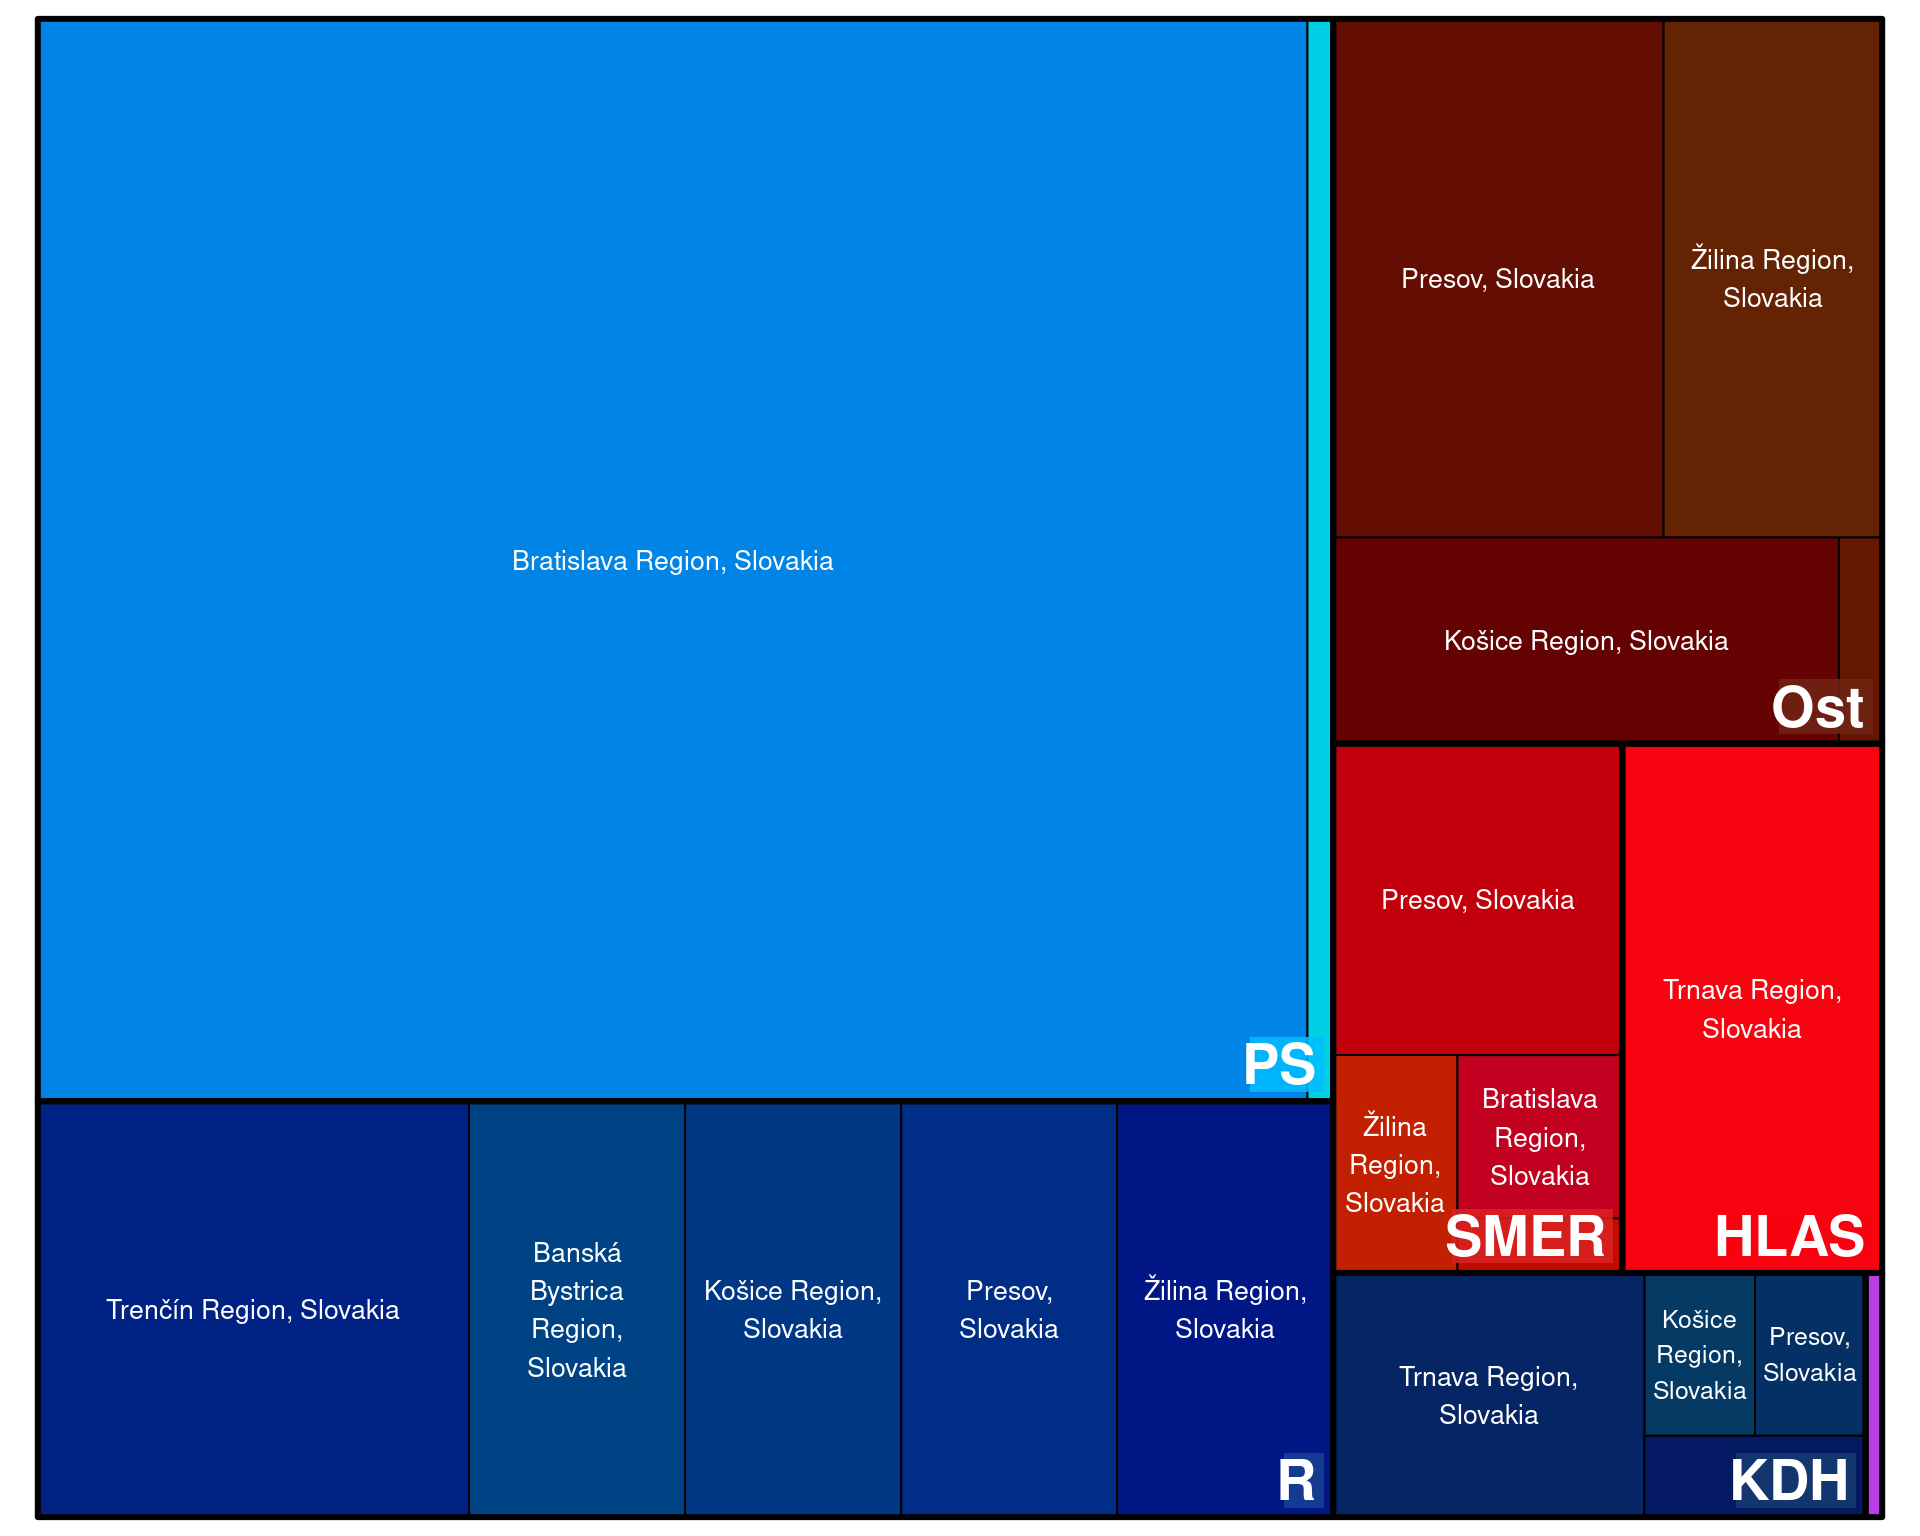 Bratislava Region, Slovakia
PS
Trenčín Region, Slovakia
Banská
Bystrica
Region,
Slovakia
Košice Region,
Slovakia
Presov,
Slovakia
Žilina Region,
Slovakia
R
Presov, Slovakia
Žilina Region,
Slovakia
Košice Region, Slovakia
Ost
Presov, Slovakia
Žilina
Region,
Slovakia
Bratislava
Region,
Slovakia
SMER
Trnava Region,
Slovakia
HLAS
Trnava Region,
Slovakia
Košice
Region,
Slovakia
Presov,
Slovakia
KDH